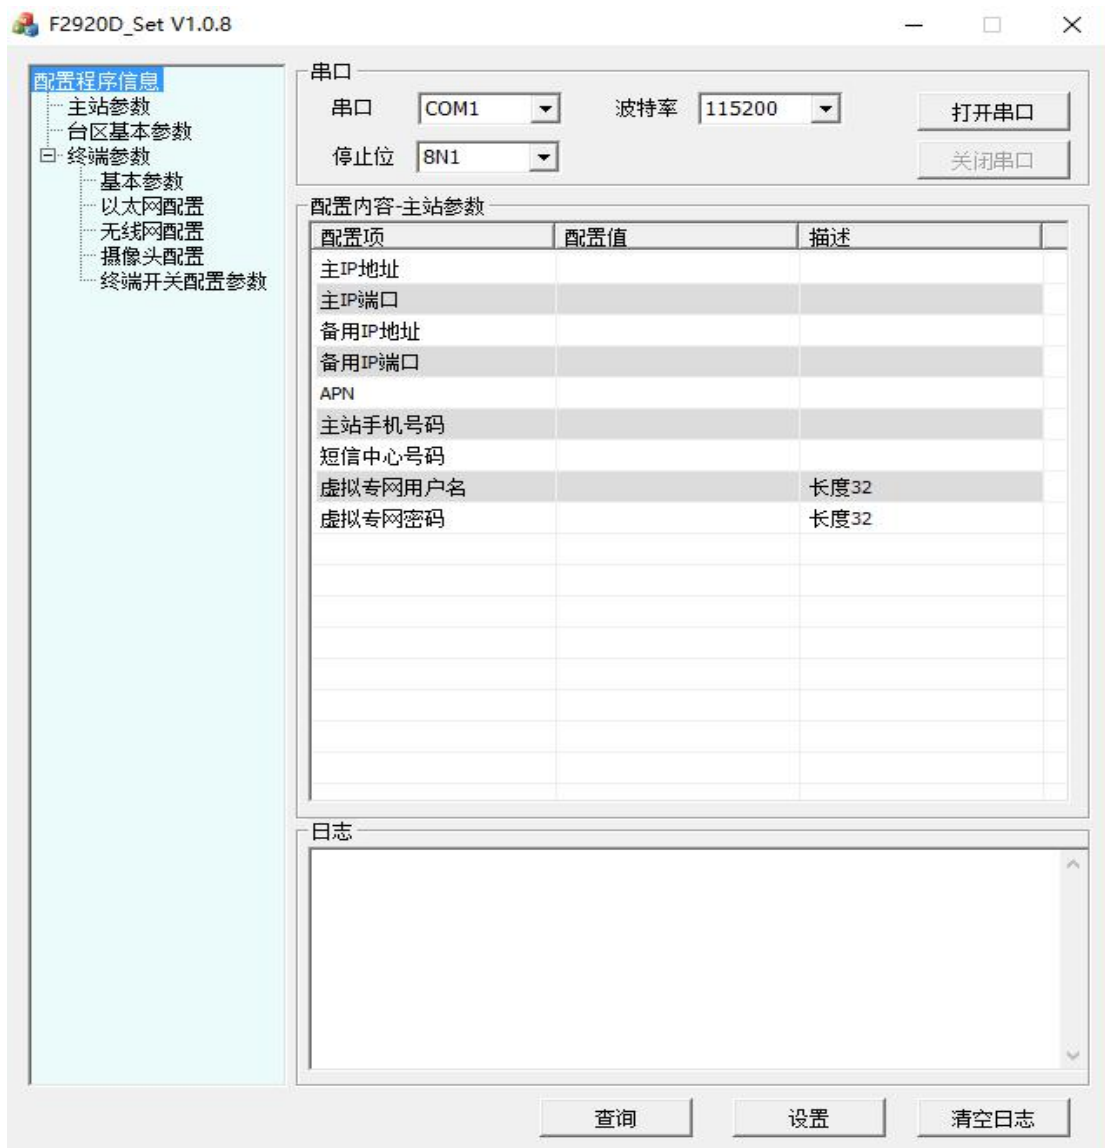 F2920D_Set V1.0.8
配置程序信息
主站参数
台区基本参数
终端参数
基本参数
以太网配置
无线网配置
摄像头配置
终端开关配置参数
串口
串口 COM1 波特率 115200 打开串口
停止位 8N1 关闭串口
配置内容-主站参数
配置项 配置值 描述
主IP地址
主IP端口
备用IP地址
备用IP端口
APN
主站手机号码
短信中心号码
虚拟专网用户名 长度32
虚拟专网密码 长度32
日志
查询 设置 清空日志